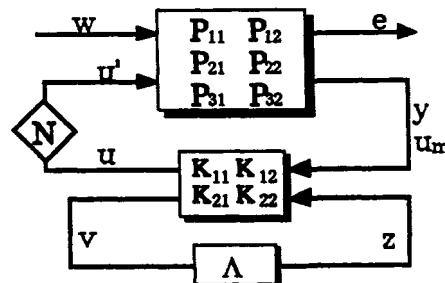 w P₁₁ P₁₂ e
u' P₂₁ P₂₂
P₃₁ P₃₂
N y
u K₁₁ K₁₂ uₘ
K₂₁ K₂₂
v Λ z